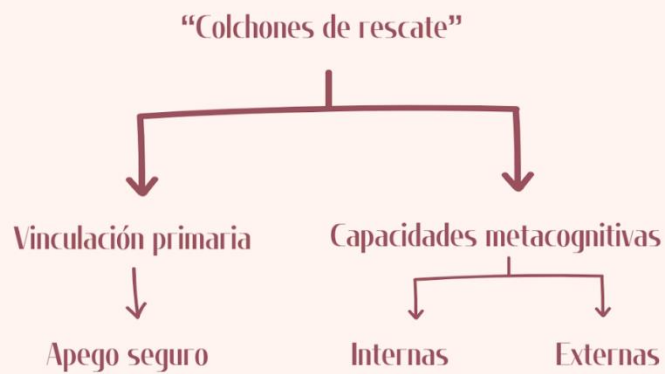 “Colchones de rescate”
Vinculación primaria
Capacidades metacognitivas
Apego seguro
Internas
Externas